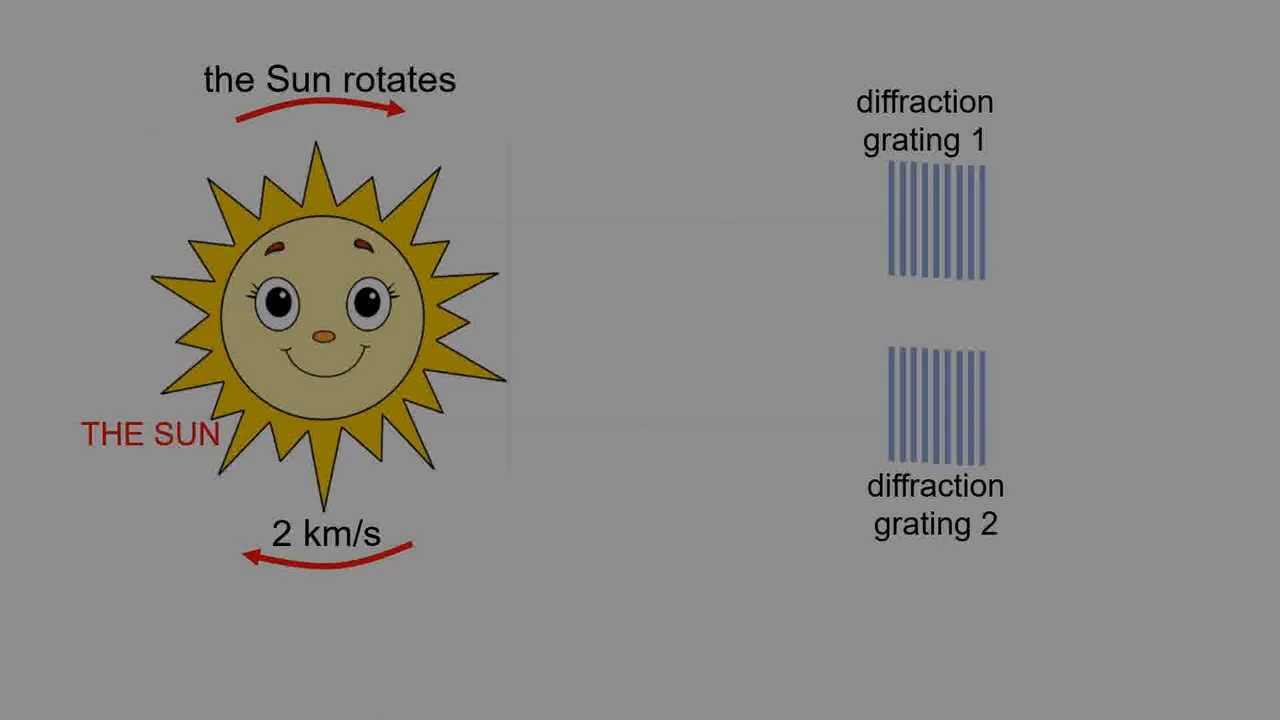 the Sun rotates
diffraction
grating 1
THE SUN
2 km/s
diffraction
grating 2